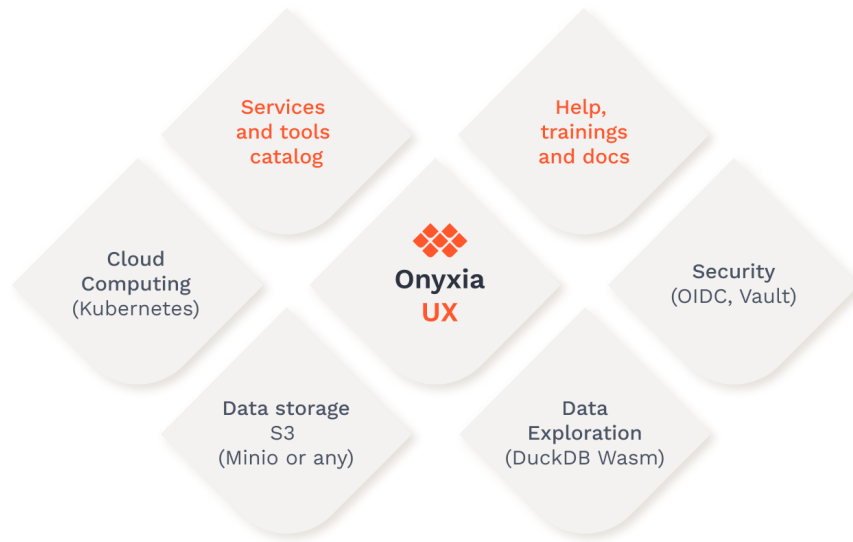 Services
and tools
catalog
Help,
trainings
and docs
Cloud
Computing
(Kubernetes)
Onyxia
UX
Security
(OIDC, Vault)
Data storage
S3
(Minio or any)
Data
Exploration
(DuckDB Wasm)